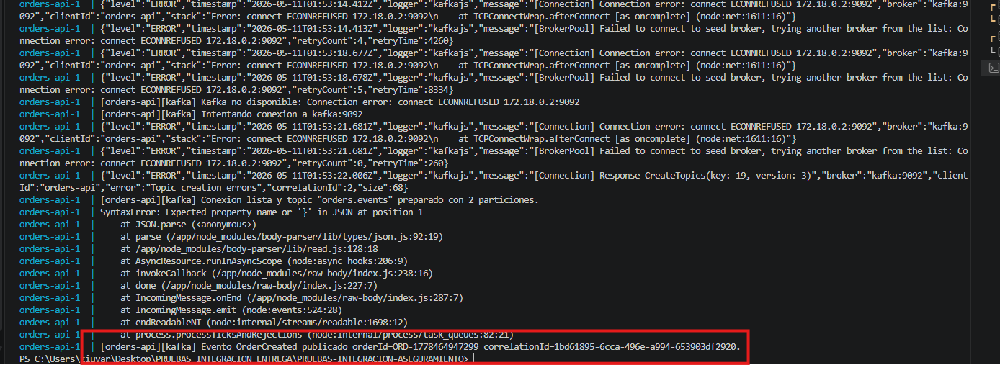 orders-api-1  | {"level":"ERROR","timestamp":"2026-05-11T01:53:14.412Z","logger":"kafkajs","message":"[Connection] Connection error: connect ECONNREFUSED 172.18.0.2:9092","broker":"kafka:9
092","clientId":"orders-api","stack":"Error: connect ECONNREFUSED 172.18.0.2:9092\n    at TCPConnectWrap.afterConnect [as oncomplete] (node:net:1611:16)"}
orders-api-1  | {"level":"ERROR","timestamp":"2026-05-11T01:53:14.413Z","logger":"kafkajs","message":"[BrokerPool] Failed to connect to seed broker, trying another broker from the list: Co
nnection error: connect ECONNREFUSED 172.18.0.2:9092","retryCount":4,"retryTime":4260}
orders-api-1  | {"level":"ERROR","timestamp":"2026-05-11T01:53:18.677Z","logger":"kafkajs","message":"[Connection] Connection error: connect ECONNREFUSED 172.18.0.2:9092","broker":"kafka:9
092","clientId":"orders-api","stack":"Error: connect ECONNREFUSED 172.18.0.2:9092\n    at TCPConnectWrap.afterConnect [as oncomplete] (node:net:1611:16)"}
orders-api-1  | {"level":"ERROR","timestamp":"2026-05-11T01:53:18.678Z","logger":"kafkajs","message":"[BrokerPool] Failed to connect to seed broker, trying another broker from the list: Co
nnection error: connect ECONNREFUSED 172.18.0.2:9092","retryCount":5,"retryTime":8334}
orders-api-1  | [orders-api][kafka] Kafka no disponible: Connection error: connect ECONNREFUSED 172.18.0.2:9092
orders-api-1  | [orders-api][kafka] Intentando conexion a kafka:9092
orders-api-1  | {"level":"ERROR","timestamp":"2026-05-11T01:53:21.681Z","logger":"kafkajs","message":"[Connection] Connection error: connect ECONNREFUSED 172.18.0.2:9092","broker":"kafka:9
092","clientId":"orders-api","stack":"Error: connect ECONNREFUSED 172.18.0.2:9092\n    at TCPConnectWrap.afterConnect [as oncomplete] (node:net:1611:16)"}
orders-api-1  | {"level":"ERROR","timestamp":"2026-05-11T01:53:21.681Z","logger":"kafkajs","message":"[BrokerPool] Failed to connect to seed broker, trying another broker from the list: Co
nnection error: connect ECONNREFUSED 172.18.0.2:9092","retryCount":0,"retryTime":260}
orders-api-1  | {"level":"ERROR","timestamp":"2026-05-11T01:53:22.006Z","logger":"kafkajs","message":"[Connection] Response CreateTopics(key: 19, version: 3)","broker":"kafka:9092","client
Id":"orders-api","error":"Topic creation errors","correlationId":2,"size":68}
orders-api-1  | [orders-api][kafka] Conexion lista y topic "orders.events" preparado con 2 particiones.
orders-api-1  | SyntaxError: Expected property name or '}' in JSON at position 1
orders-api-1  |     at JSON.parse (<anonymous>)
orders-api-1  |     at parse (/app/node_modules/body-parser/lib/types/json.js:92:19)
orders-api-1  |     at /app/node_modules/body-parser/lib/read.js:128:18
orders-api-1  |     at AsyncResource.runInAsyncScope (node:async_hooks:206:9)
orders-api-1  |     at invokeCallback (/app/node_modules/raw-body/index.js:238:16)
orders-api-1  |     at done (/app/node_modules/raw-body/index.js:227:7)
orders-api-1  |     at IncomingMessage.onEnd (/app/node_modules/raw-body/index.js:287:7)
orders-api-1  |     at IncomingMessage.emit (node:events:524:28)
orders-api-1  |     at endReadableNT (node:internal/streams/readable:1698:12)
orders-api-1  |     at process.processTicksAndRejections (node:internal/process/task_queues:82:21)
orders-api-1  | [orders-api][kafka] Evento OrderCreated publicado orderId=ORD-1778464947299 correlationId=1bd61895-6cca-496e-a994-653903df2920.
PS C:\Users\ziuvar\Desktop\PRUEBAS INTEGRACION ENTREGA\PRUEBAS-INTEGRACION-ASEGURAMIENTO>